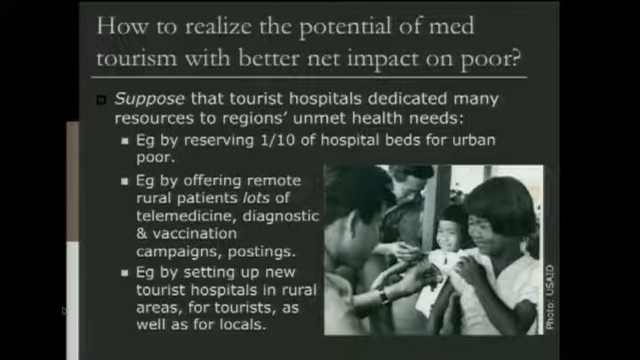 How to realize the potential of med
tourism with better net impact on poor?
Suppose that tourist hospitals dedicated many
resources to regions' unmet health needs:
Eg by reserving 1/10 of hospital beds for urban
poor.
Eg by offering remote
rural patients lots of
telemedicine, diagnostic
& vaccination
campaigns, postings.
Eg by setting up new
tourist hospitals in rural
areas, for tourists, as
well as for locals.
Photo: USAID